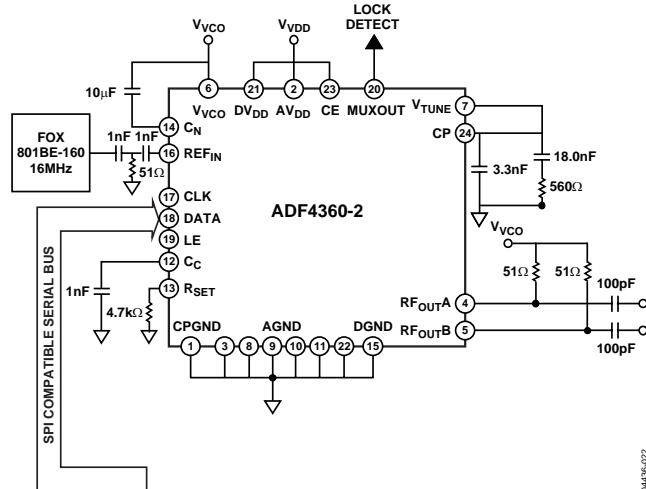 LOCK
DETECT
VVCO
VVDD
10µF
6 21 2 23 20
VVCO DVDD AVDD CE MUXOUT
VTUNE 7
CP 24
14 CN
FOX
801BE-160
16MHz
1nF 1nF
16 REFIN
51Ω
3.3nF
18.0nF
560Ω
17 CLK
18 DATA
19 LE
ADF4360-2
12 CC
13 RSET
1nF
4.7kΩ
VVCO
51Ω 51Ω
100pF
RFOUTA 4
RFOUTB 5
100pF
CPGND AGND DGND
1 3 8 9 10 11 22 15
SPI COMPATIBLE SERIAL BUS
04436-022